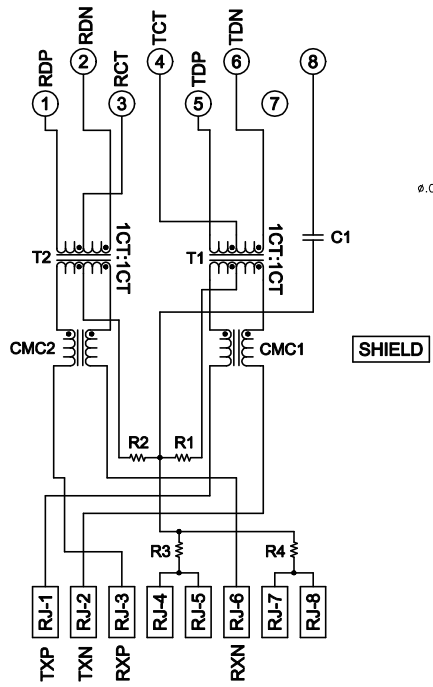 RDP
RDN
RCT
TCT
TDP
TDN
1
2
3
4
5
6
7
8
ø.0
T2
1CT:1CT
T1
1CT:1CT
C1
CMC2
CMC1
SHIELD
R2
R1
R3
R4
RJ-1
RJ-2
RJ-3
RJ-4
RJ-5
RJ-6
RJ-7
RJ-8
TXP
TXN
RXP
RXN